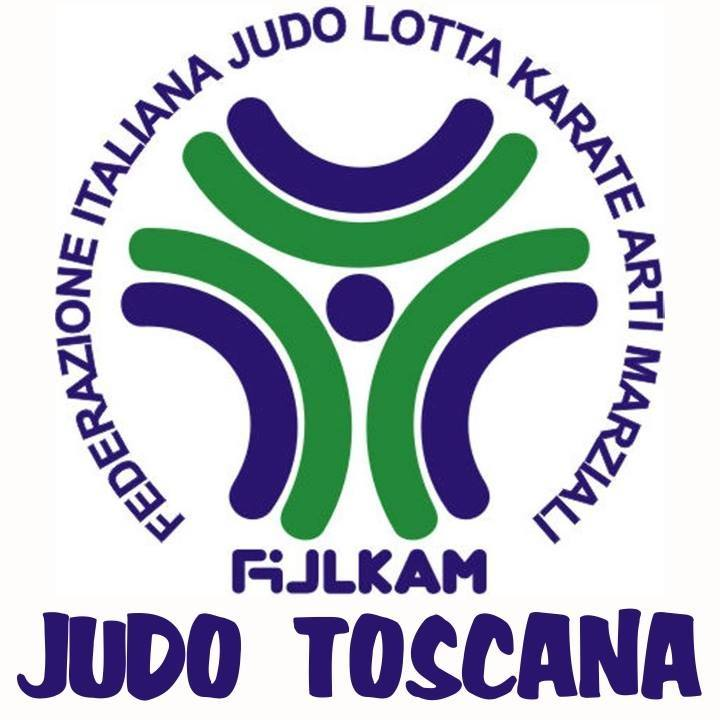 FEDERAZIONE ITALIANA JUDO LOTTA KARATE ARTI MARZIALI
FIJLKAM
JUDO TOSCANA